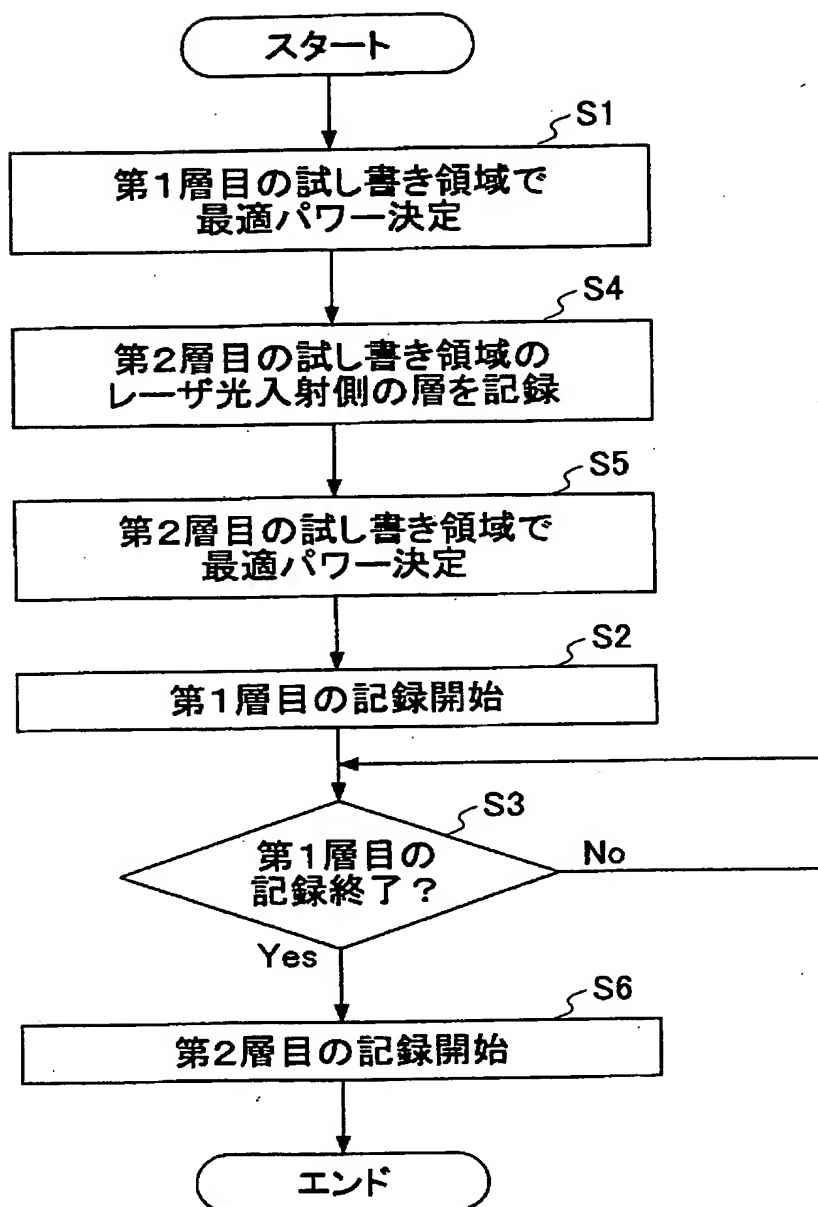 スタート
S1
第1層目の試し書き領域で
最適パワー決定
S4
第2層目の試し書き領域の
レーザ光入射側の層を記録
S5
第2層目の試し書き領域で
最適パワー決定
S2
第1層目の記録開始
S3
第1層目の
記録終了？
No
Yes
S6
第2層目の記録開始
エンド